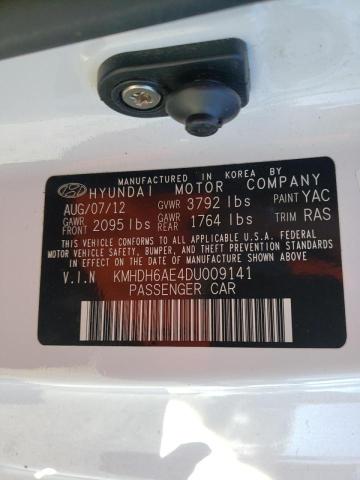 MANUFACTURED IN KOREA BY
HYUNDAI MOTOR COMPANY
AUG/07/12 GVWR 3792 lbs PAINT YAC
GAWR FRONT 2095 lbs GAWR REAR 1764 lbs TRIM RAS
THIS VEHICLE CONFORMS TO ALL APPLICABLE U.S.A. FEDERAL
MOTOR VEHICLE SAFETY, BUMPER, AND THEFT PREVENTION STANDARDS
IN EFFECT ON THE DATE OF MANUFACTURE SHOWN ABOVE.
V.I.N KMHDH6AE4DU009141
PASSENGER CAR